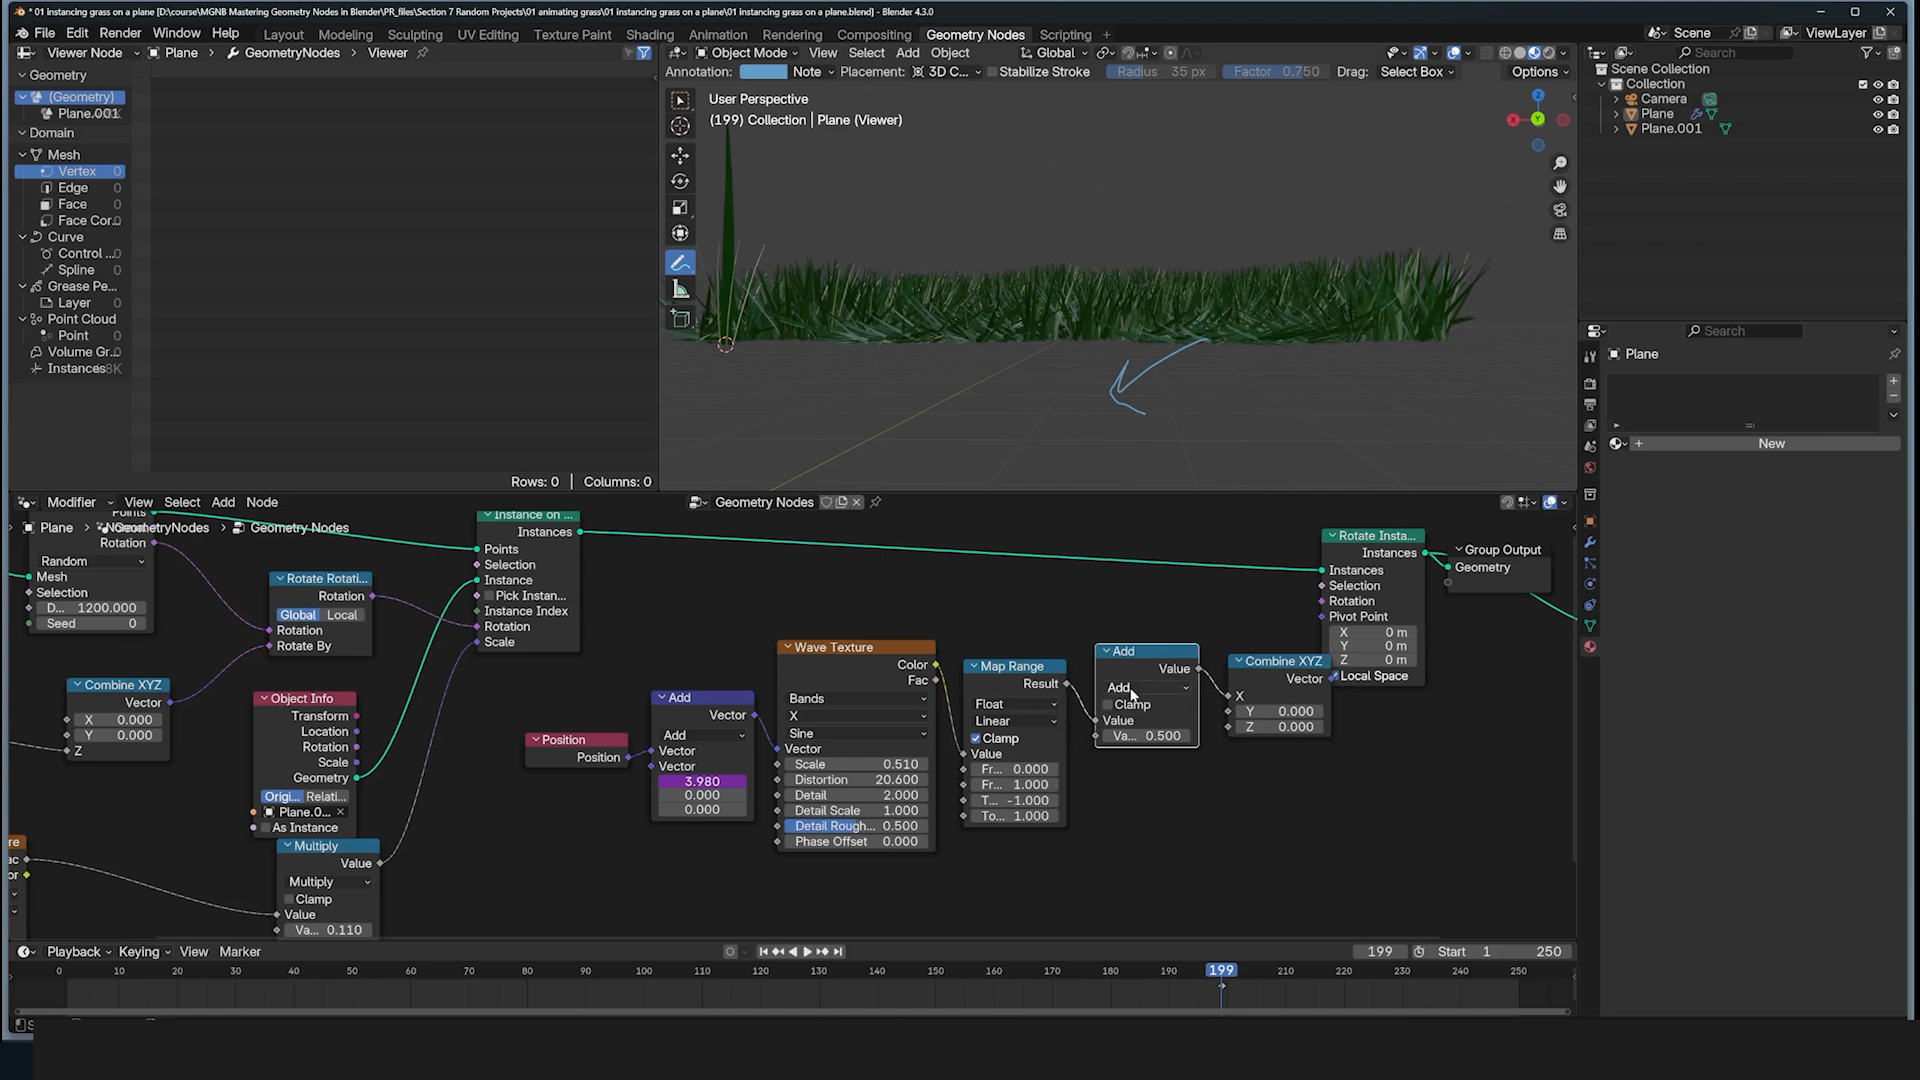 * 01 instancing grass on a plane [D:\course\MGNB Mastering Geometry Nodes in Blender\PR_files\Section 7 Random Projects\01 animating grass\01 instancing grass on a plane\01 instancing grass on a plane.blend] - Blender 4.3.0
File Edit Render Window Help Layout Modeling Sculpting UV Editing Texture Paint Shading Animation Rendering Compositing Geometry Nodes Scripting + Scene ViewLayer
Viewer Node Plane GeometryNodes Viewer
Object Mode View Select Add Object Global
Annotation: Note Placement: 3D C... Stabilize Stroke Radius 35 px Factor 0.750 Drag: Select Box Options
Geometry
(Geometry)
Plane.001
Domain
Mesh
Vertex 0
Edge 0
Face 0
Face Cor... 0
Curve
Control ... 0
Spline 0
Grease Pe...
Layer 0
Point Cloud
Point 0
Volume Gr... 0
Instances 8K
Rows: 0 | Columns: 0
User Perspective
(199) Collection | Plane (Viewer)
Z
X
Y
Search
Scene Collection
Collection
Camera
Plane
Plane.001
Search
Plane
New
Modifier View Select Add Node Geometry Nodes
Plane GeometryNodes Geometry Nodes
Points
Rotation
Random
Mesh
Selection
D... 1200.000
Seed 0
Rotate Rotati...
Rotation
Global Local
Rotation
Rotate By
Combine XYZ
Vector
X 0.000
Y 0.000
Z
Object Info
Transform
Location
Rotation
Scale
Geometry
Origi... Relati...
Plane.0...
As Instance
Multiply
Value
Multiply
Clamp
Value
Va... 0.110
Instance on ...
Instances
Points
Selection
Instance
Pick Instan...
Instance Index
Rotation
Scale
Position
Position
Add
Vector
Add
Vector
Vector
3.980
0.000
0.000
Wave Texture
Color
Fac
Bands
X
Sine
Vector
Scale 0.510
Distortion 20.600
Detail 2.000
Detail Scale 1.000
Detail Rough... 0.500
Phase Offset 0.000
Map Range
Result
Float
Linear
Clamp
Value
Fr... 0.000
Fr... 1.000
T... -1.000
To... 1.000
Add
Value
Add
Clamp
Value
Va... 0.500
Combine XYZ
Vector
X
Y 0.000
Z 0.000
Rotate Insta...
Instances
Instances
Selection
Rotation
Pivot Point
X 0 m
Y 0 m
Z 0 m
Local Space
Group Output
Geometry
Playback Keying View Marker 199 Start 1 250
0 10 20 30 40 50 60 70 80 90 100 110 120 130 140 150 160 170 180 190 199 210 220 230 240 250